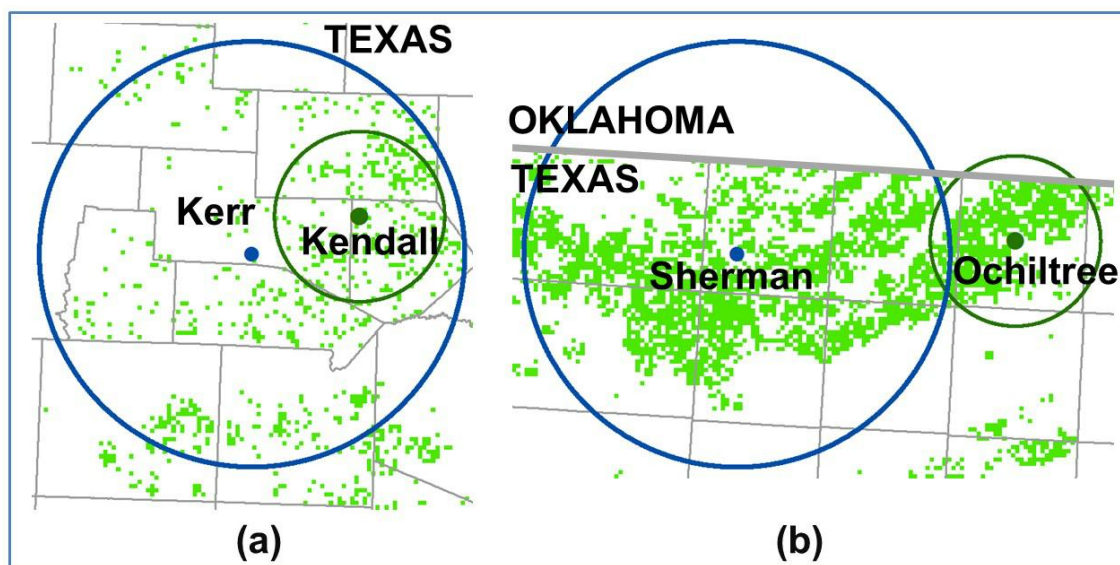 TEXAS
Kerr
Kendall
(a)
OKLAHOMA
TEXAS
Sherman
Ochiltree
(b)